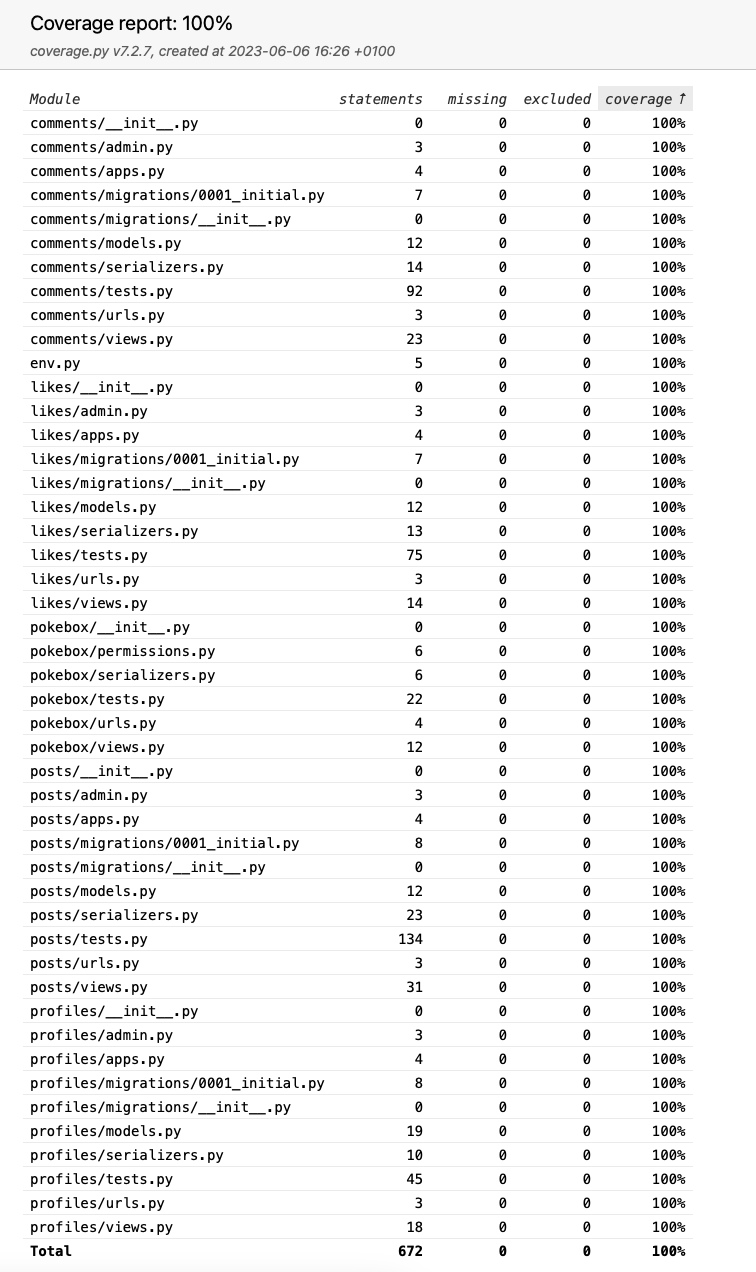 Coverage report: 100%
coverage.py v7.2.7, created at 2023-06-06 16:26 +0100
Module statements missing excluded coverage ↑
comments/__init__.py 0 0 0 100%
comments/admin.py 3 0 0 100%
comments/apps.py 4 0 0 100%
comments/migrations/0001_initial.py 7 0 0 100%
comments/migrations/__init__.py 0 0 0 100%
comments/models.py 12 0 0 100%
comments/serializers.py 14 0 0 100%
comments/tests.py 92 0 0 100%
comments/urls.py 3 0 0 100%
comments/views.py 23 0 0 100%
env.py 5 0 0 100%
likes/__init__.py 0 0 0 100%
likes/admin.py 3 0 0 100%
likes/apps.py 4 0 0 100%
likes/migrations/0001_initial.py 7 0 0 100%
likes/migrations/__init__.py 0 0 0 100%
likes/models.py 12 0 0 100%
likes/serializers.py 13 0 0 100%
likes/tests.py 75 0 0 100%
likes/urls.py 3 0 0 100%
likes/views.py 14 0 0 100%
pokebox/__init__.py 0 0 0 100%
pokebox/permissions.py 6 0 0 100%
pokebox/serializers.py 6 0 0 100%
pokebox/tests.py 22 0 0 100%
pokebox/urls.py 4 0 0 100%
pokebox/views.py 12 0 0 100%
posts/__init__.py 0 0 0 100%
posts/admin.py 3 0 0 100%
posts/apps.py 4 0 0 100%
posts/migrations/0001_initial.py 8 0 0 100%
posts/migrations/__init__.py 0 0 0 100%
posts/models.py 12 0 0 100%
posts/serializers.py 23 0 0 100%
posts/tests.py 134 0 0 100%
posts/urls.py 3 0 0 100%
posts/views.py 31 0 0 100%
profiles/__init__.py 0 0 0 100%
profiles/admin.py 3 0 0 100%
profiles/apps.py 4 0 0 100%
profiles/migrations/0001_initial.py 8 0 0 100%
profiles/migrations/__init__.py 0 0 0 100%
profiles/models.py 19 0 0 100%
profiles/serializers.py 10 0 0 100%
profiles/tests.py 45 0 0 100%
profiles/urls.py 3 0 0 100%
profiles/views.py 18 0 0 100%
Total 672 0 0 100%